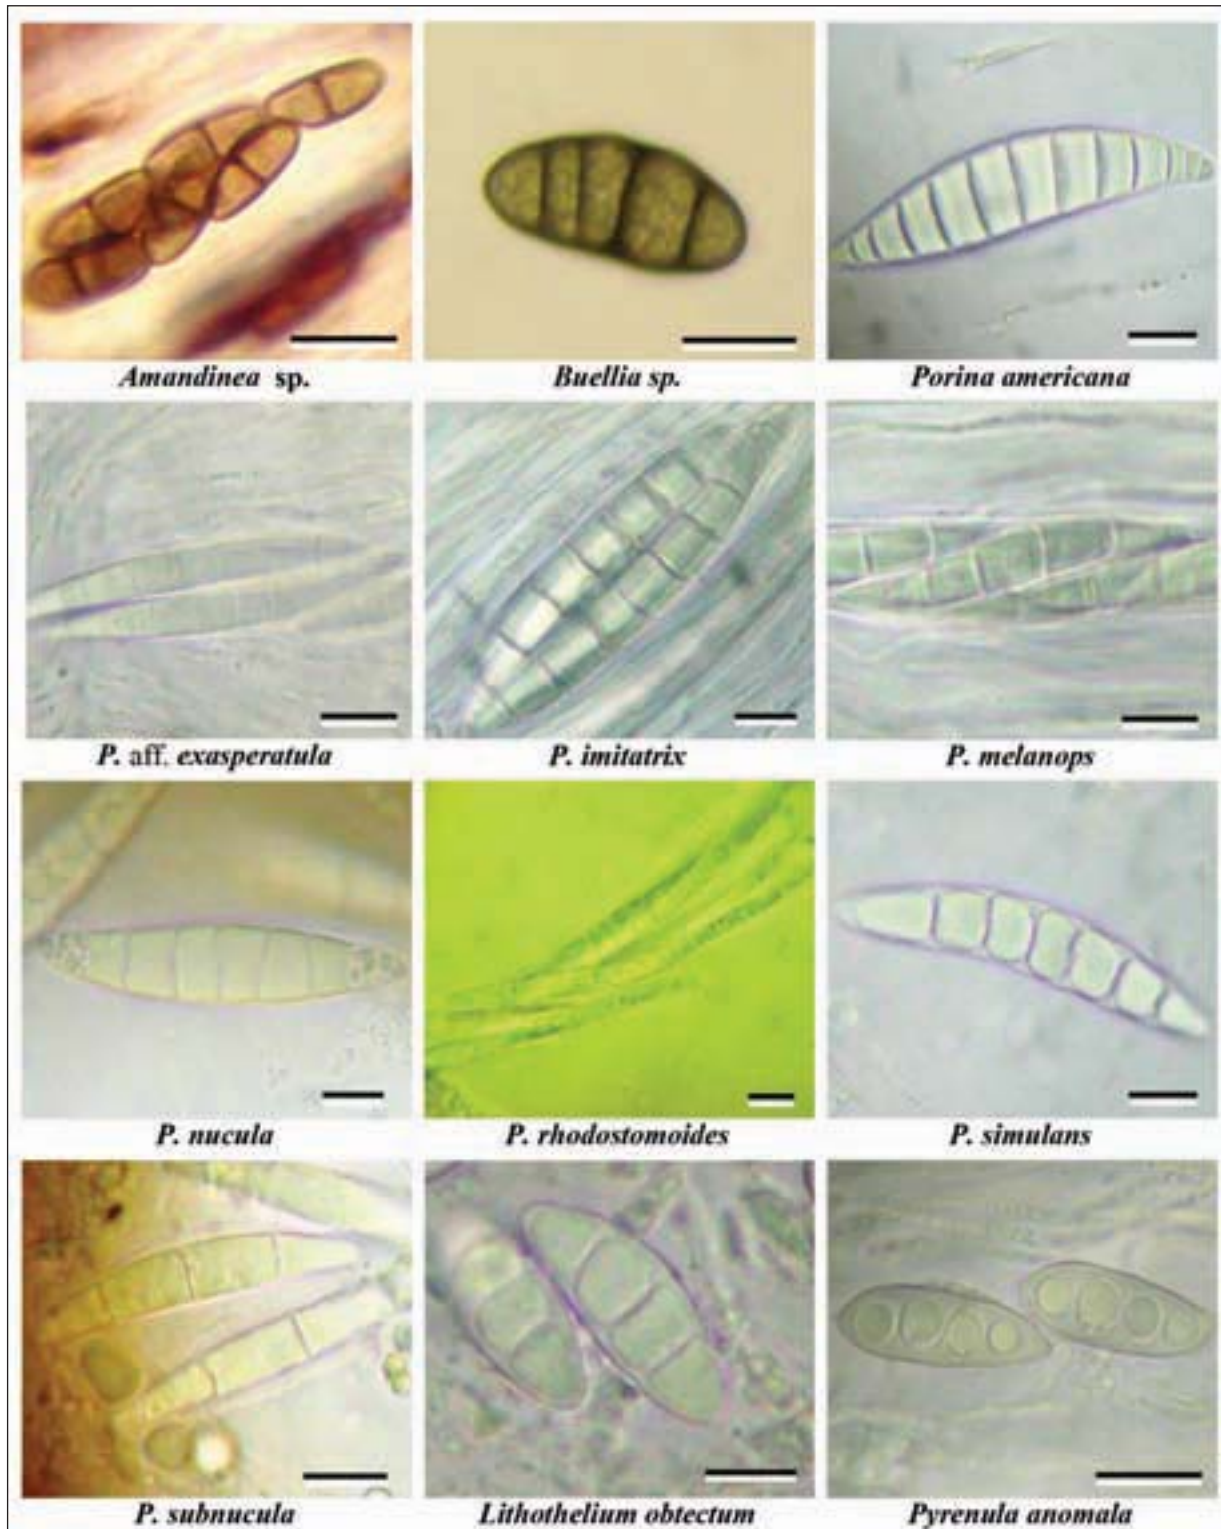 Amandinea sp.
Buellia sp.
Porina americana
P. aff. exasperatula
P. imitatrix
P. melanops
P. nucula
P. rhodostomoides
P. simulans
P. subnucula
Lithothelium obtectum
Pyrenula anomala